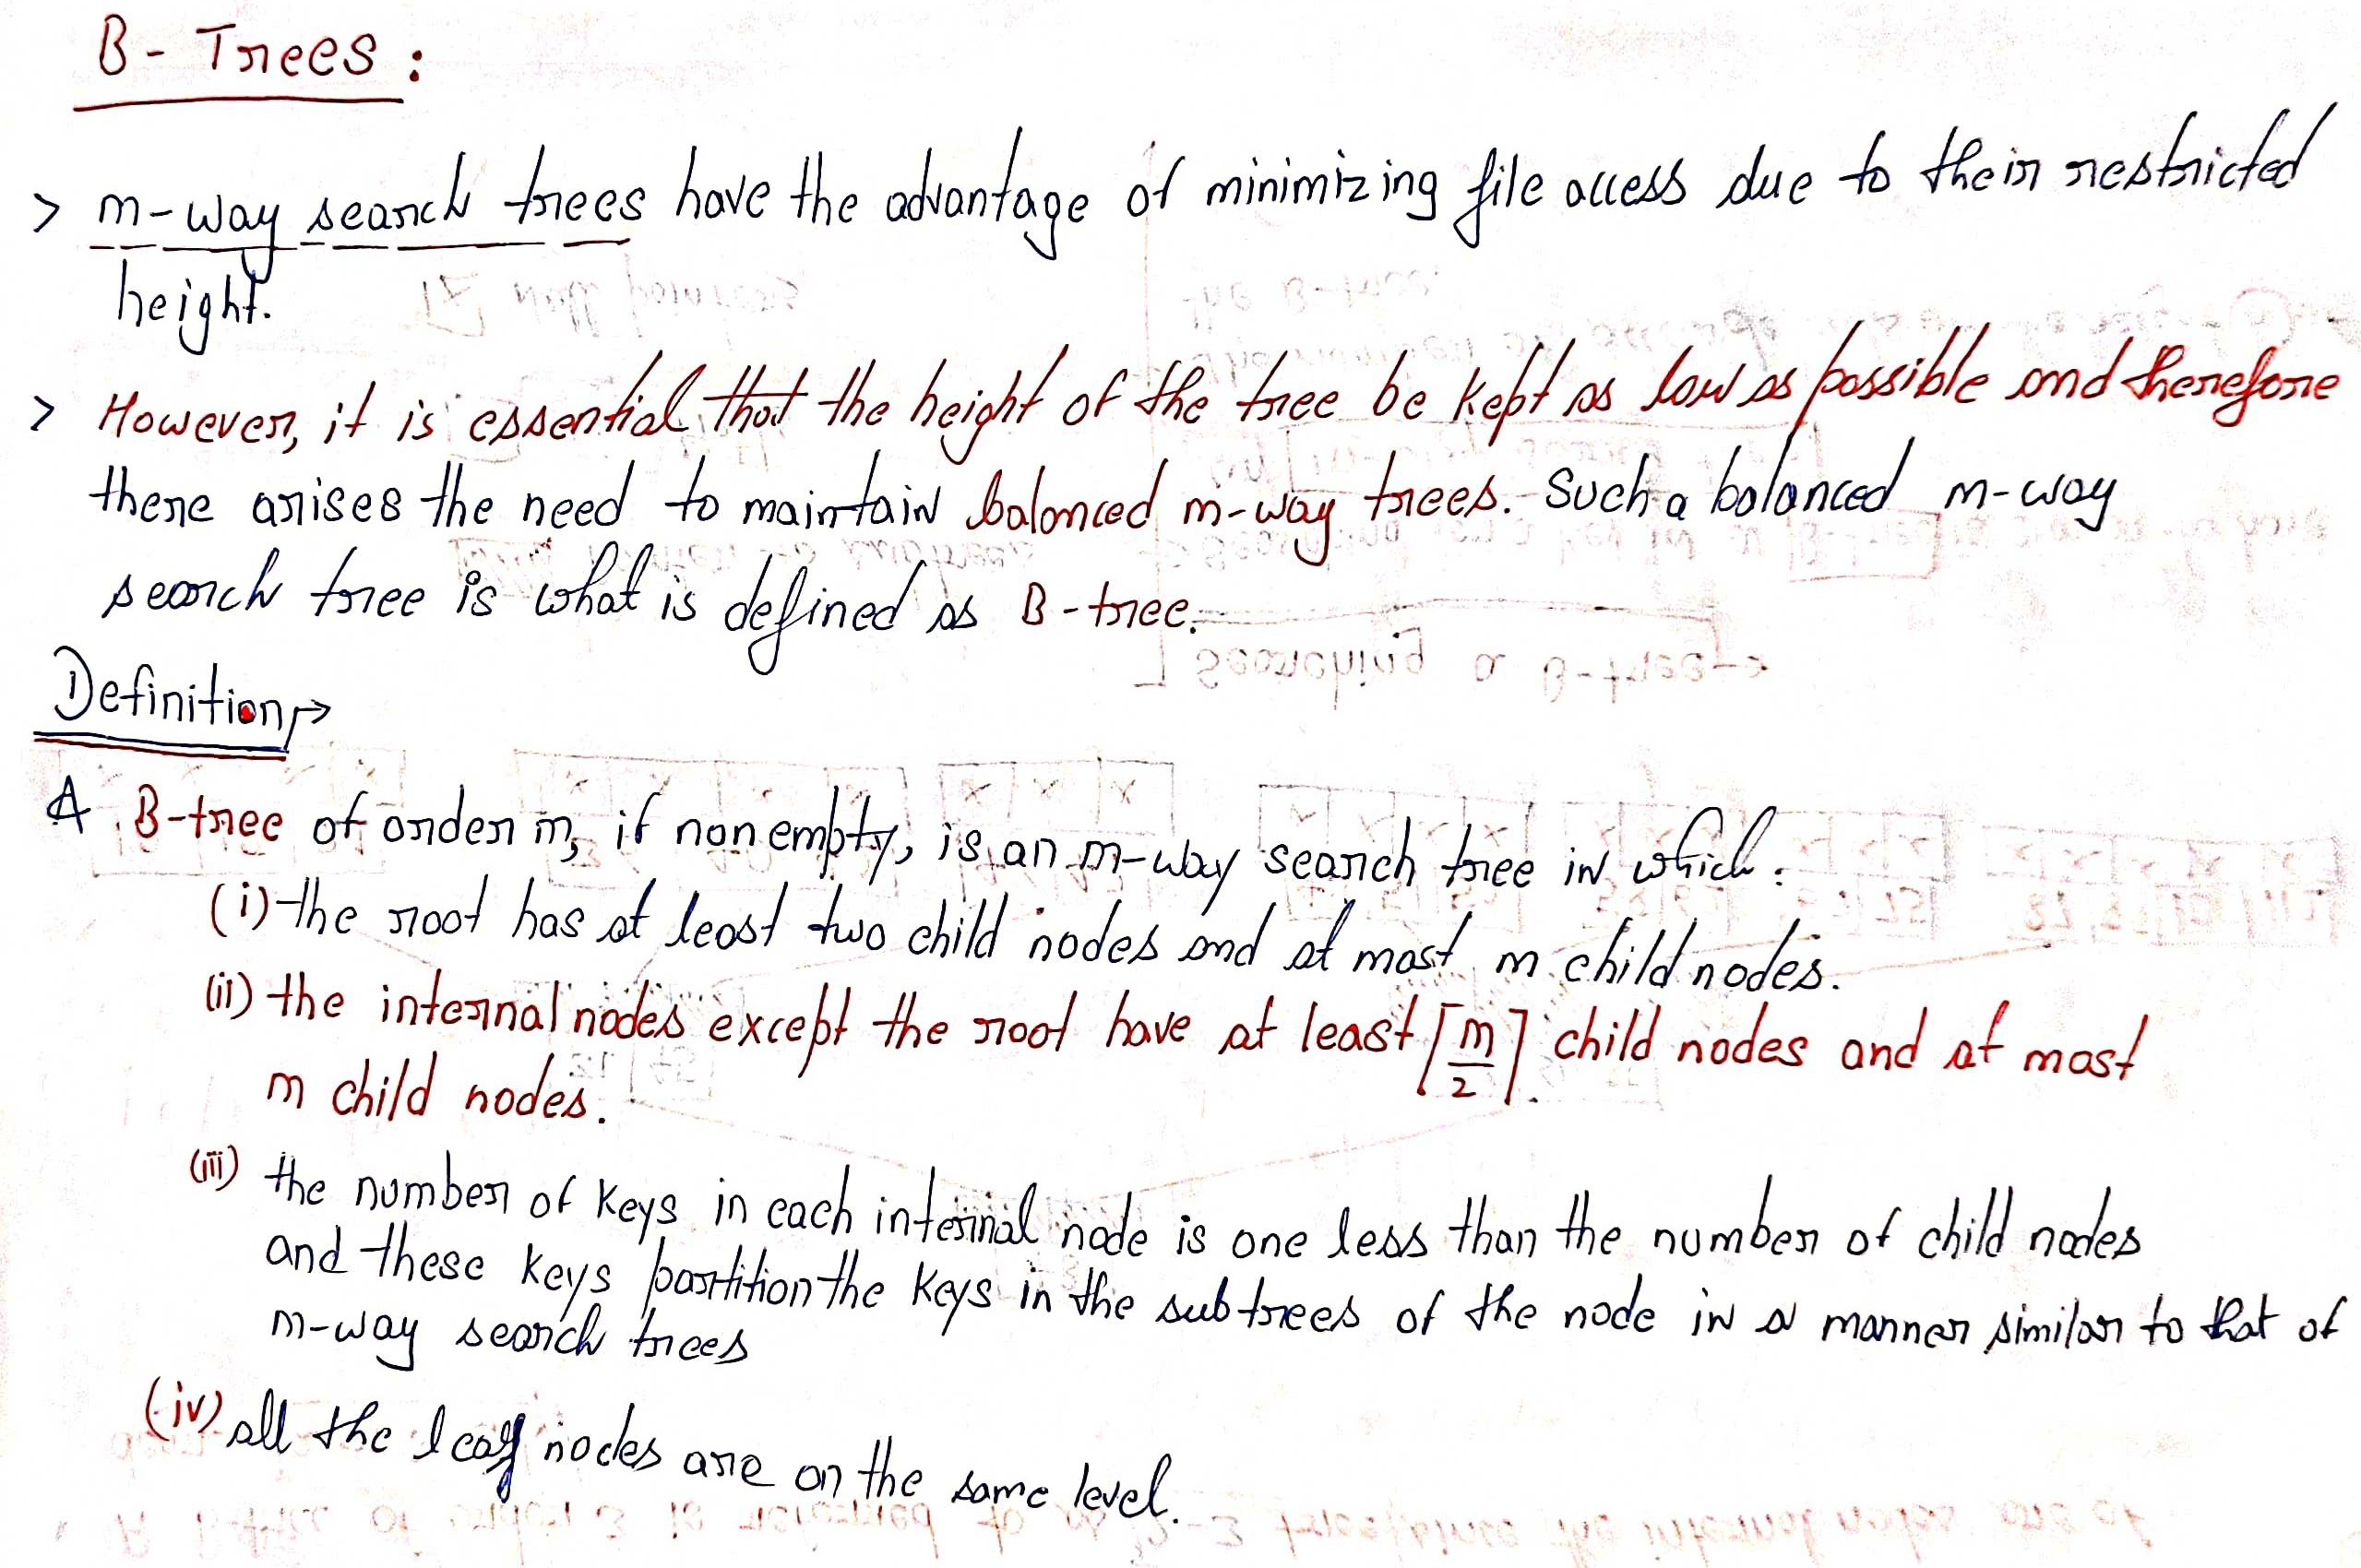 B - Trees :
> m-way search trees have the advantage of minimizing file access due to their restricted
height.
> However, it is essential that the height of the tree be kept as low as possible and therefore
there arises the need to maintain balanced m-way trees. Such a balanced m-way
search tree is what is defined as B-tree.
Definition →
A B-tree of order m, if non empty, is an m-way search tree in which :
(i) the root has at least two child nodes and at most m child nodes.
(ii) the internal nodes except the root have at least ⌈m/2⌉ child nodes and at most
m child nodes.
(iii) the number of keys in each internal node is one less than the number of child nodes
and these keys partition the keys in the subtrees of the node in a manner similar to that of
m-way search trees
(iv) all the leaf nodes are on the same level.